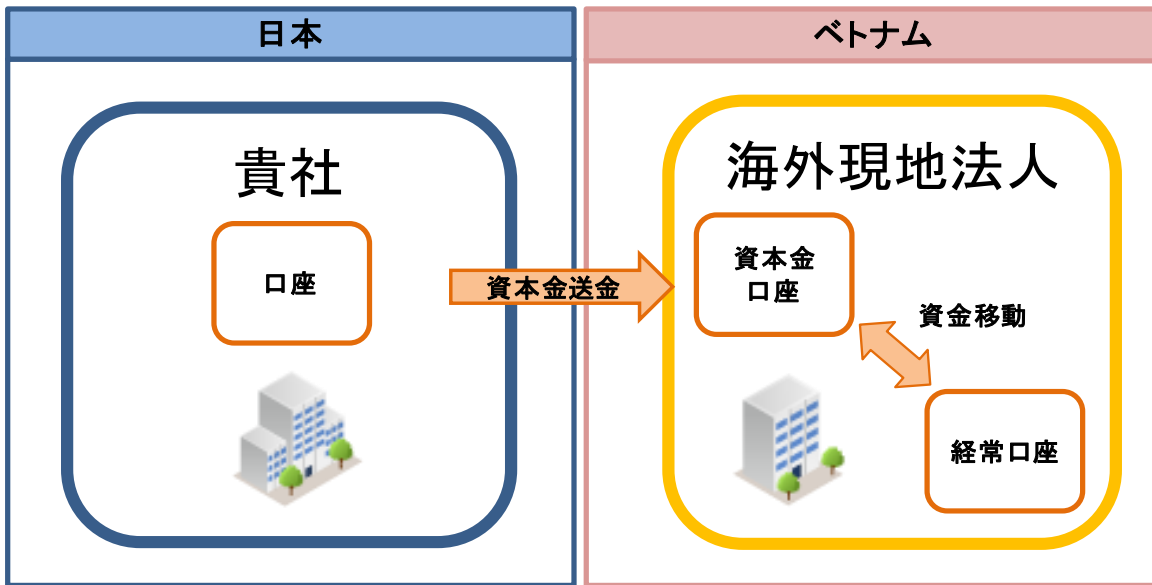 日本
ベトナム
貴社
口座
資本金送金
海外現地法人
資本金
口座
資金移動
経常口座